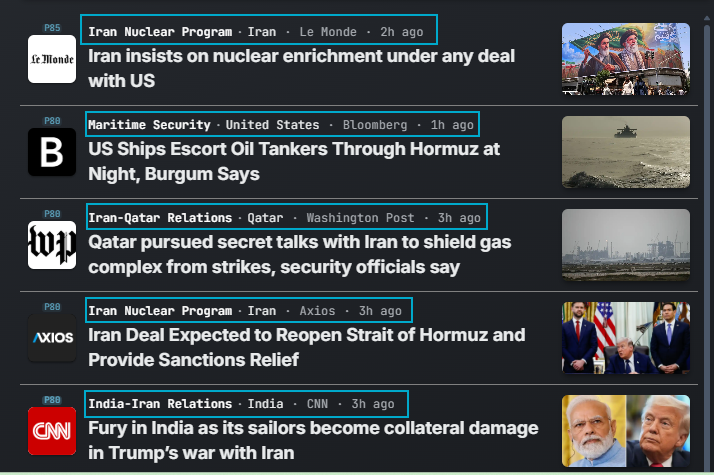 P85
Iran Nuclear Program · Iran · Le Monde · 2h ago
Le Monde
Iran insists on nuclear enrichment under any deal
with US
P80
Maritime Security · United States · Bloomberg · 1h ago
B
US Ships Escort Oil Tankers Through Hormuz at
Night, Burgum Says
P80
Iran-Qatar Relations · Qatar · Washington Post · 3h ago
wp
Qatar pursued secret talks with Iran to shield gas
complex from strikes, security officials say
P80
Iran Nuclear Program · Iran · Axios · 3h ago
AXIOS
Iran Deal Expected to Reopen Strait of Hormuz and
Provide Sanctions Relief
P80
India-Iran Relations · India · CNN · 3h ago
CNN
Fury in India as its sailors become collateral damage
in Trump's war with Iran